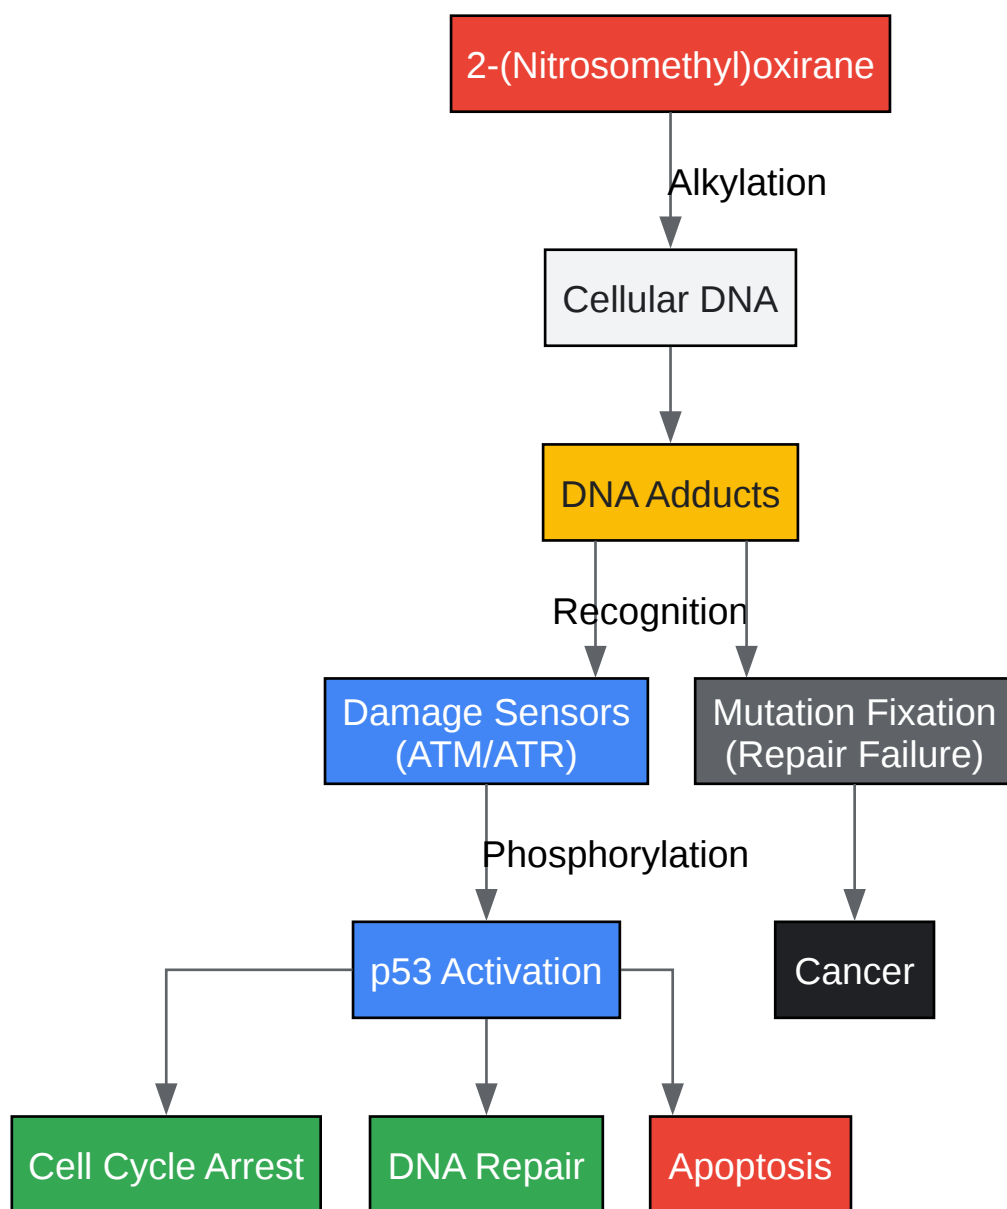 2-(Nitrosomethyl)oxirane
Alkylation
Cellular DNA
DNA Adducts
Recognition
Damage Sensors
(ATM/ATR)
Mutation Fixation
(Repair Failure)
Phosphorylation
p53 Activation
Cancer
Cell Cycle Arrest
DNA Repair
Apoptosis